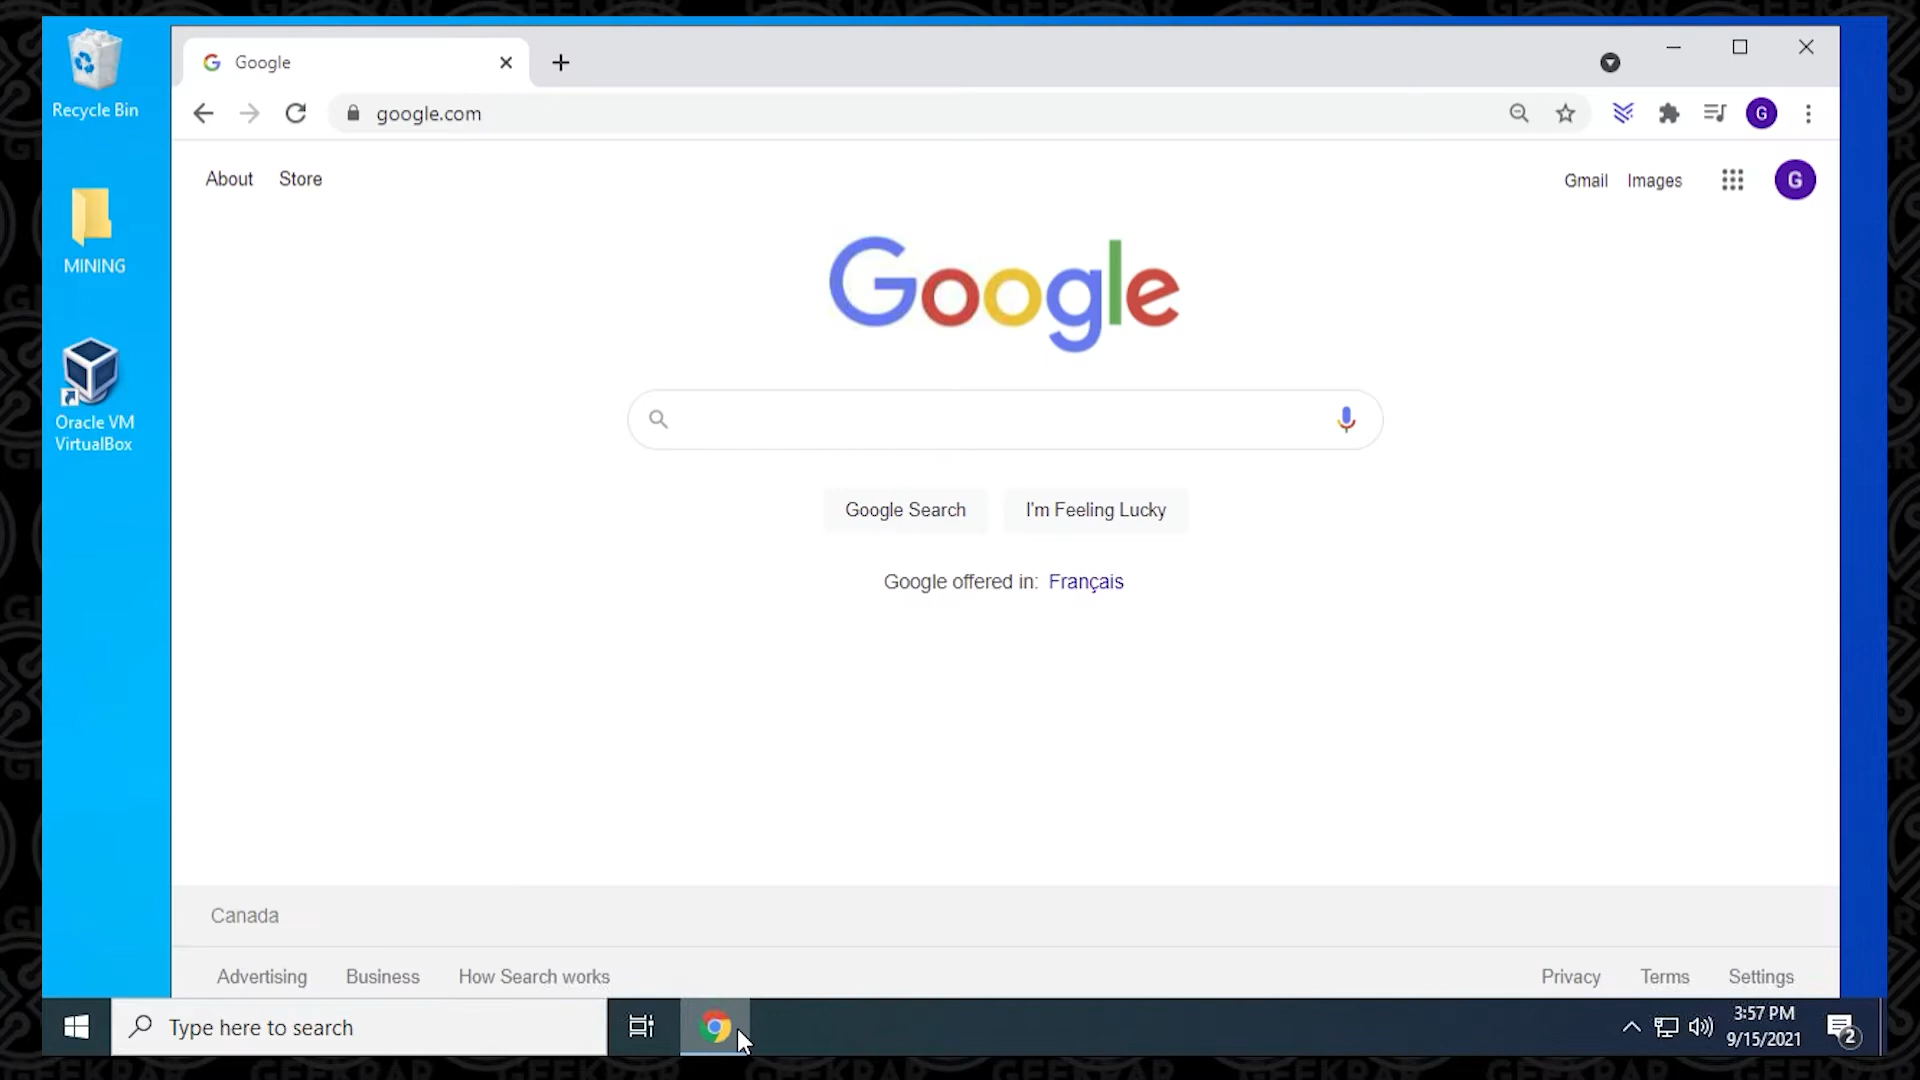 Recycle Bin
MINING
Oracle VM
VirtualBox
Google
google.com
G
About
Store
Gmail
Images
G
Google
Google Search
I'm Feeling Lucky
Google offered in: Français
Canada
Advertising
Business
How Search works
Privacy
Terms
Settings
Type here to search
3:57 PM
9/15/2021
2